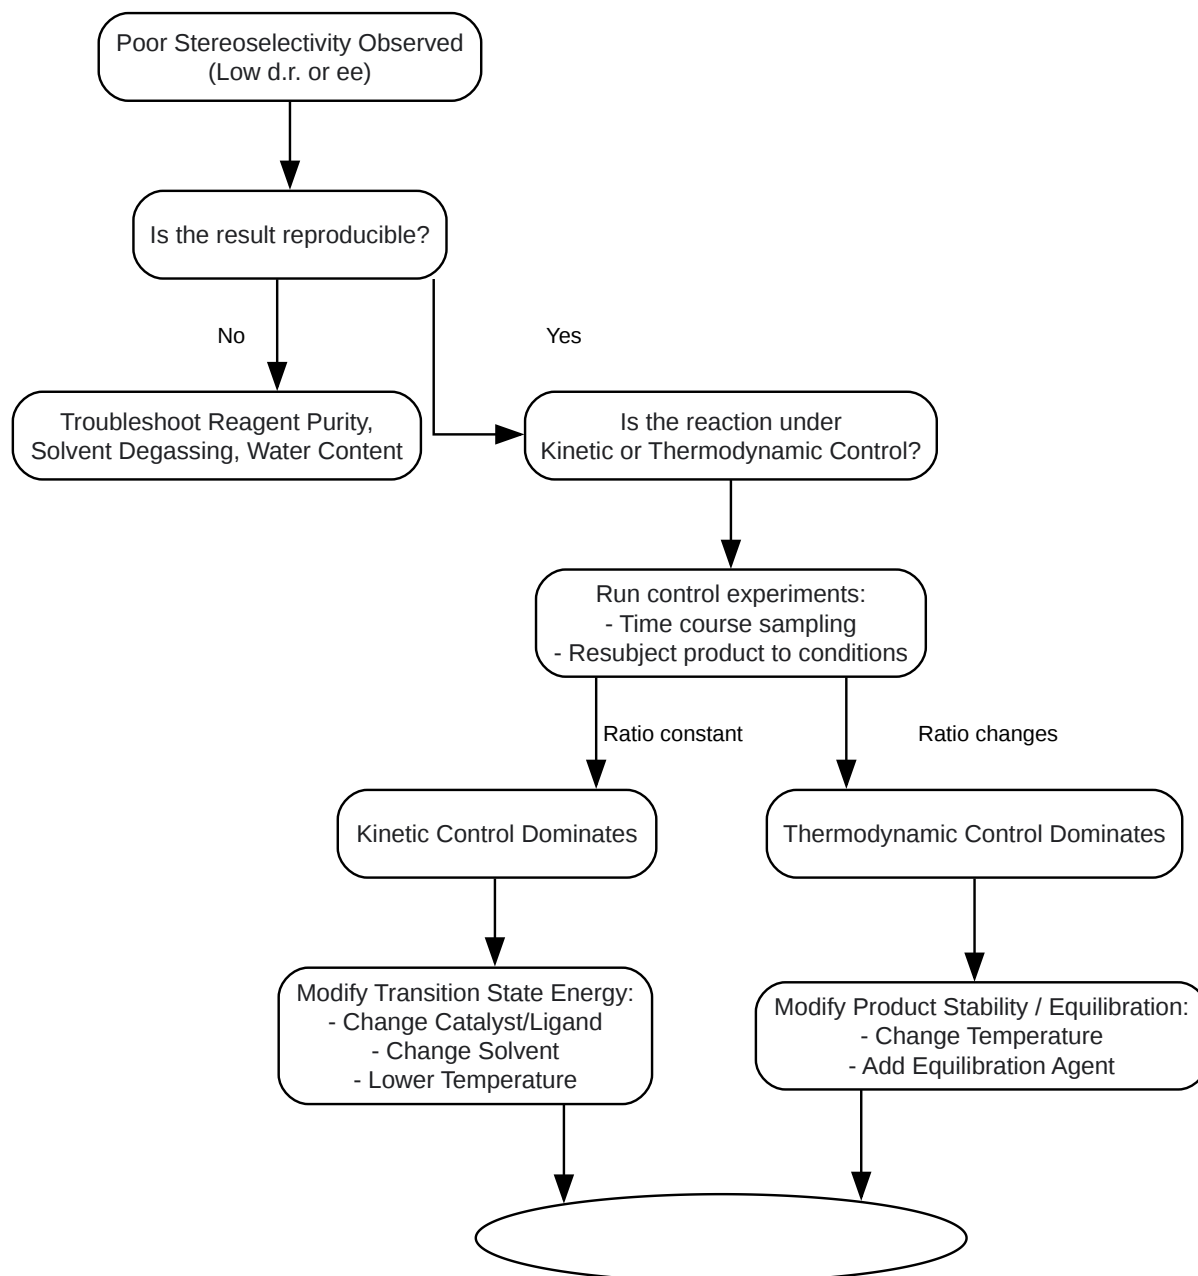 Poor Stereoselectivity Observed
(Low d.r. or ee)
Is the result reproducible?
No
Yes
Troubleshoot Reagent Purity,
Solvent Degassing, Water Content
Is the reaction under
Kinetic or Thermodynamic Control?
Run control experiments:
- Time course sampling
- Resubject product to conditions
Ratio constant
Ratio changes
Kinetic Control Dominates
Thermodynamic Control Dominates
Modify Transition State Energy:
- Change Catalyst/Ligand
- Change Solvent
- Lower Temperature
Modify Product Stability / Equilibration:
- Change Temperature
- Add Equilibration Agent